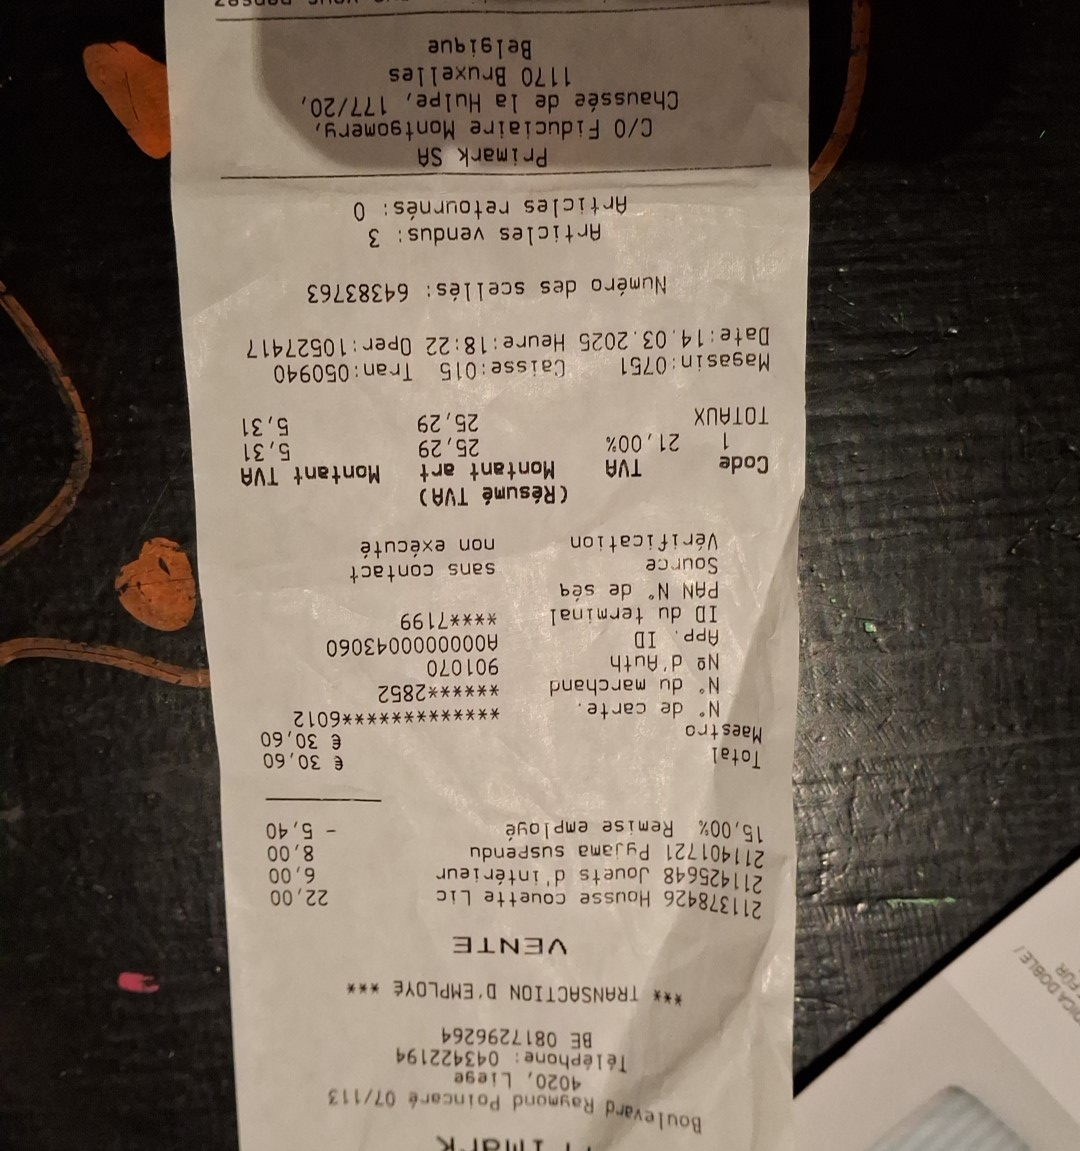 Primark
Boulevard Raymond Poincaré 07/113
4020, Liege
Téléphone: 043422194
BE 0817296264
*** TRANSACTION D'EMPLOYÉ ***
VENTE
211378426 Housse couette Lic 22,00
211425648 Jouets d'intérieur 6,00
211401721 Pyjama suspendu 8,00
15,00% Remise employé - 5,40
Total € 30,60
Maestro € 30,60
N° de carte. ***************6012
N° du marchand ******2852
Nº d'Auth 901070
App. ID A0000000043060
ID du terminal ****7199
PAN N° de séq
Source sans contact
Vérification non exécuté
(Résumé TVA)
Code TVA Montant art Montant TVA
1 21,00% 25,29 5,31
TOTAUX 25,29 5,31
Magasin:0751 Caisse:015 Tran:050940
Date:14.03.2025 Heure:18:22 Oper:10527417
Numéro des scellés: 64383763
Articles vendus: 3
Articles retournés: 0
Primark SA
C/O Fiduciaire Montgomery,
Chaussée de la Hulpe, 177/20,
1170 Bruxelles
Belgique
vous pensez
DOBLE /
FÜR